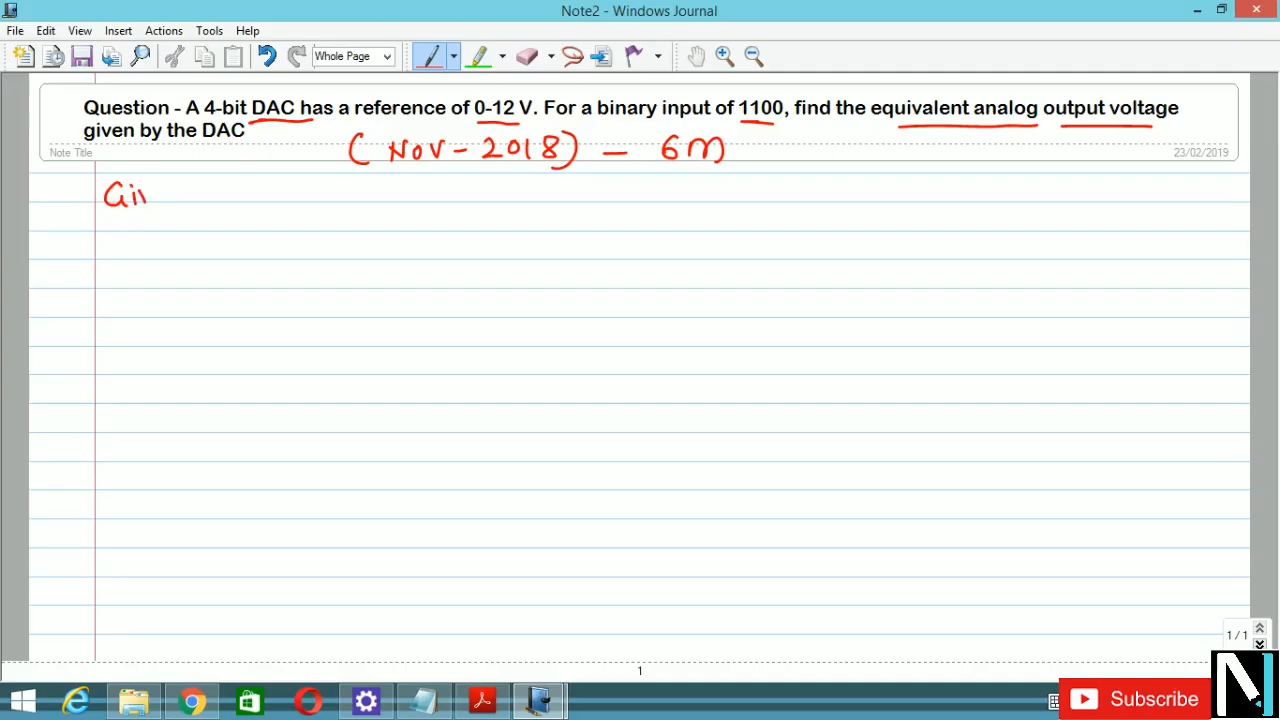 Note2 - Windows Journal
File Edit View Insert Actions Tools Help
Whole Page
Question - A 4-bit DAC has a reference of 0-12 V. For a binary input of 1100, find the equivalent analog output voltage
given by the DAC
(NOV-2018) - 6M
Note Title
23/02/2019
Giv
1 / 1
1
Subscribe